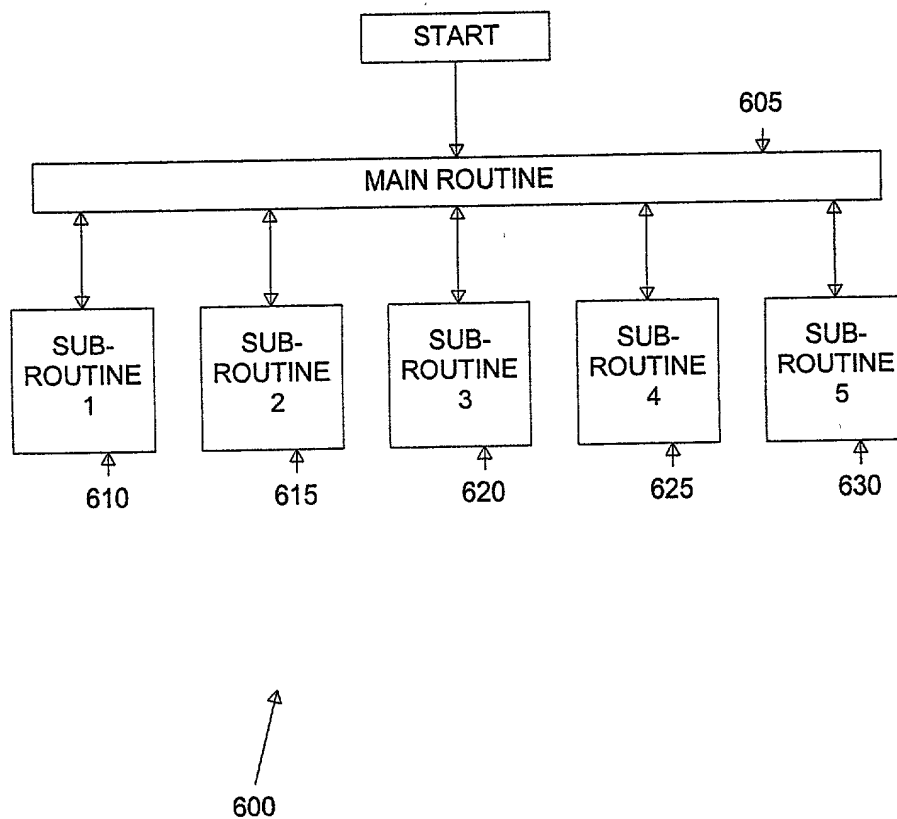 START
605
MAIN ROUTINE
SUB-
ROUTINE
1
SUB-
ROUTINE
2
SUB-
ROUTINE
3
SUB-
ROUTINE
4
SUB-
ROUTINE
5
610
615
620
625
630
600